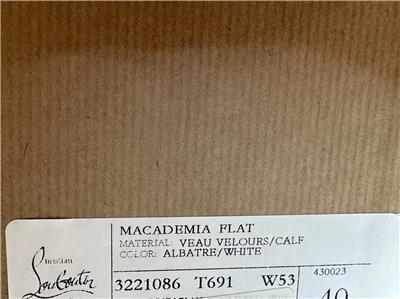 Christian
Louboutin
MACADEMIA FLAT
MATERIAL: VEAU VELOURS/CALF
COLOR: ALBATRE/WHITE
3221086 T691 W53
430023
40